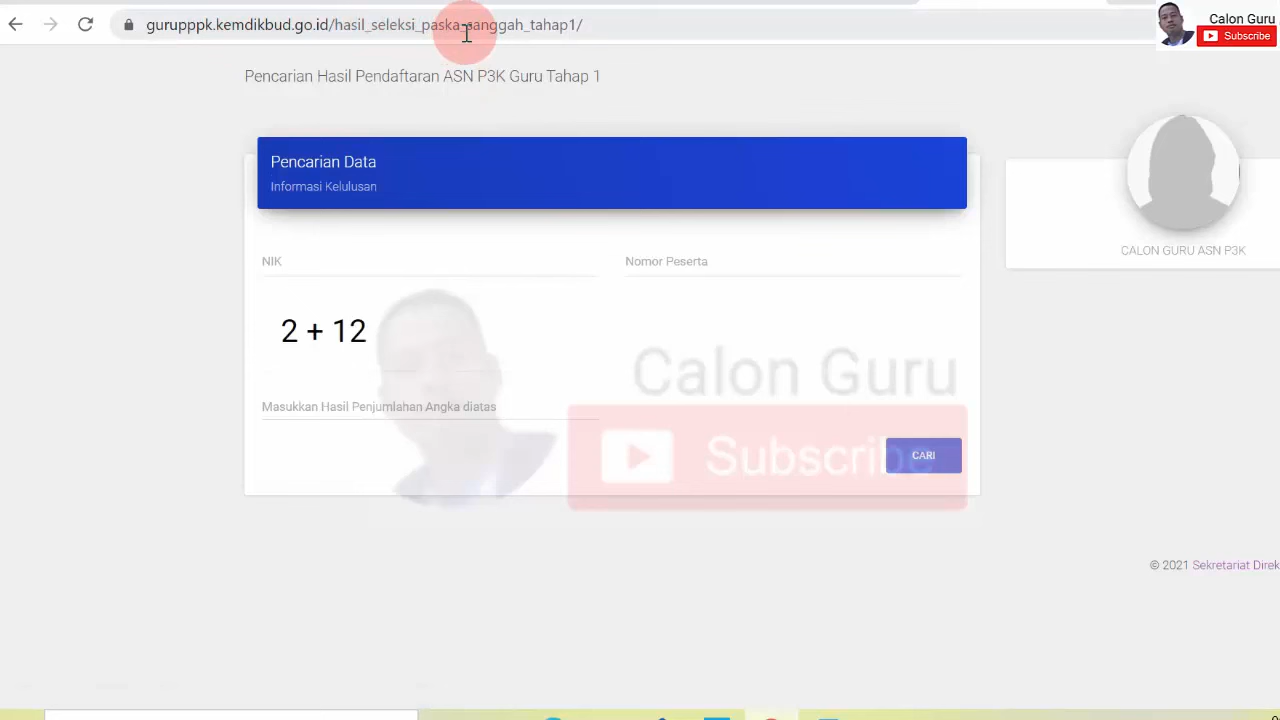 gurupppk.kemdikbud.go.id/hasil_seleksi_paska_sanggah_tahap1/
Calon Guru
Subscribe
Pencarian Hasil Pendaftaran ASN P3K Guru Tahap 1
Pencarian Data
Informasi Kelulusan
NIK
Nomor Peserta
CALON GURU ASN P3K
2 + 12
Calon Guru
Masukkan Hasil Penjumlahan Angka diatas
Subscribe
CARI
© 2021 Sekretariat Direk